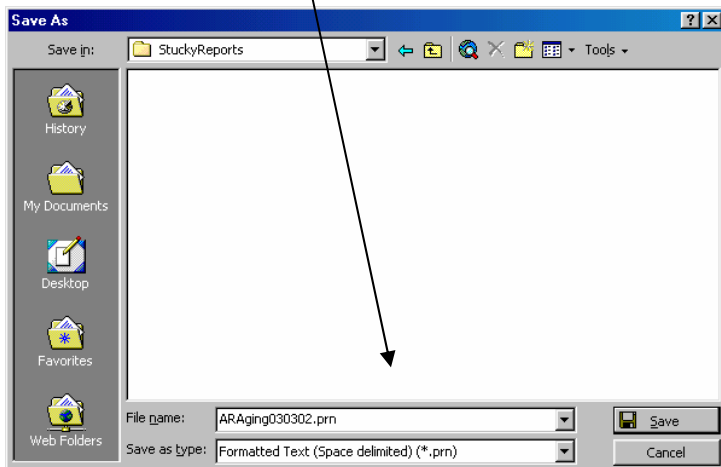 Save As
Save in: StuckyReports Tools
History
My Documents
Desktop
Favorites
Web Folders
File name: ARAging030302.prn Save
Save as type: Formatted Text (Space delimited) (*.prn) Cancel